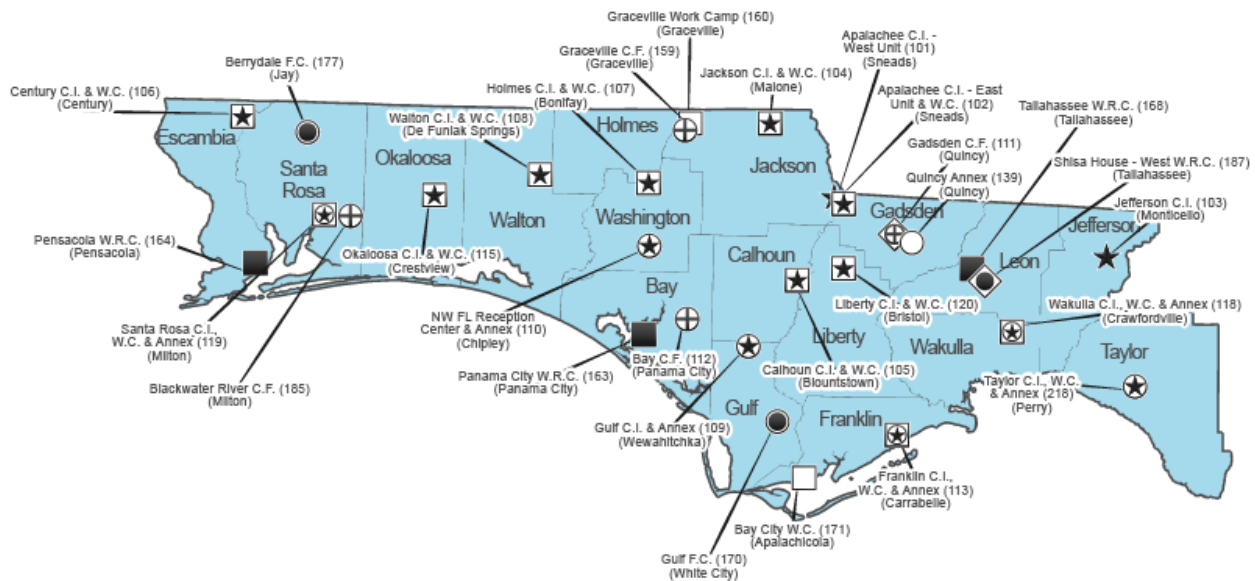 Graceville Work Camp (160)
(Graceville)
Graceville C.F. (159)
(Graceville)
Apalachee C.I. -
West Unit (101)
(Sneads)
Berrydale F.C. (177)
(Jay)
Jackson C.I. & W.C. (104)
(Malone)
Century C.I. & W.C. (106)
(Century)
Holmes C.I. & W.C. (107)
(Bonifay)
Apalachee C.I. - East
Unit & W.C. (102)
(Sneads)
Tallahassee W.R.C. (168)
(Tallahassee)
Walton C.I. & W.C. (108)
(De Funiak Springs)
Gadsden C.F. (111)
(Quincy)
Shisa House - West W.R.C. (187)
(Tallahassee)
Quincy Annex (139)
(Quincy)
Jefferson C.I. (103)
(Monticello)
Escambia
Santa
Rosa
Okaloosa
Walton
Holmes
Washington
Jackson
Gadsden
Leon
Jefferson
Calhoun
Bay
Liberty
Wakulla
Taylor
Gulf
Franklin
Pensacola W.R.C. (164)
(Pensacola)
Okaloosa C.I. & W.C. (115)
(Crestview)
Santa Rosa C.I.,
W.C. & Annex (119)
(Milton)
Blackwater River C.F. (185)
(Milton)
NW FL Reception
Center & Annex (110)
(Chipley)
Panama City W.R.C. (163)
(Panama City)
Bay C.F. (112)
(Panama City)
Liberty C.I. & W.C. (120)
(Bristol)
Wakulla C.I., W.C. & Annex (118)
(Crawfordville)
Calhoun C.I. & W.C. (105)
(Blountstown)
Taylor C.I., W.C.
& Annex (218)
(Perry)
Gulf C.I. & Annex (109)
(Wewahitchka)
Franklin C.I.,
W.C. & Annex (113)
(Carrabelle)
Bay City W.C. (171)
(Apalachicola)
Gulf F.C. (170)
(White City)